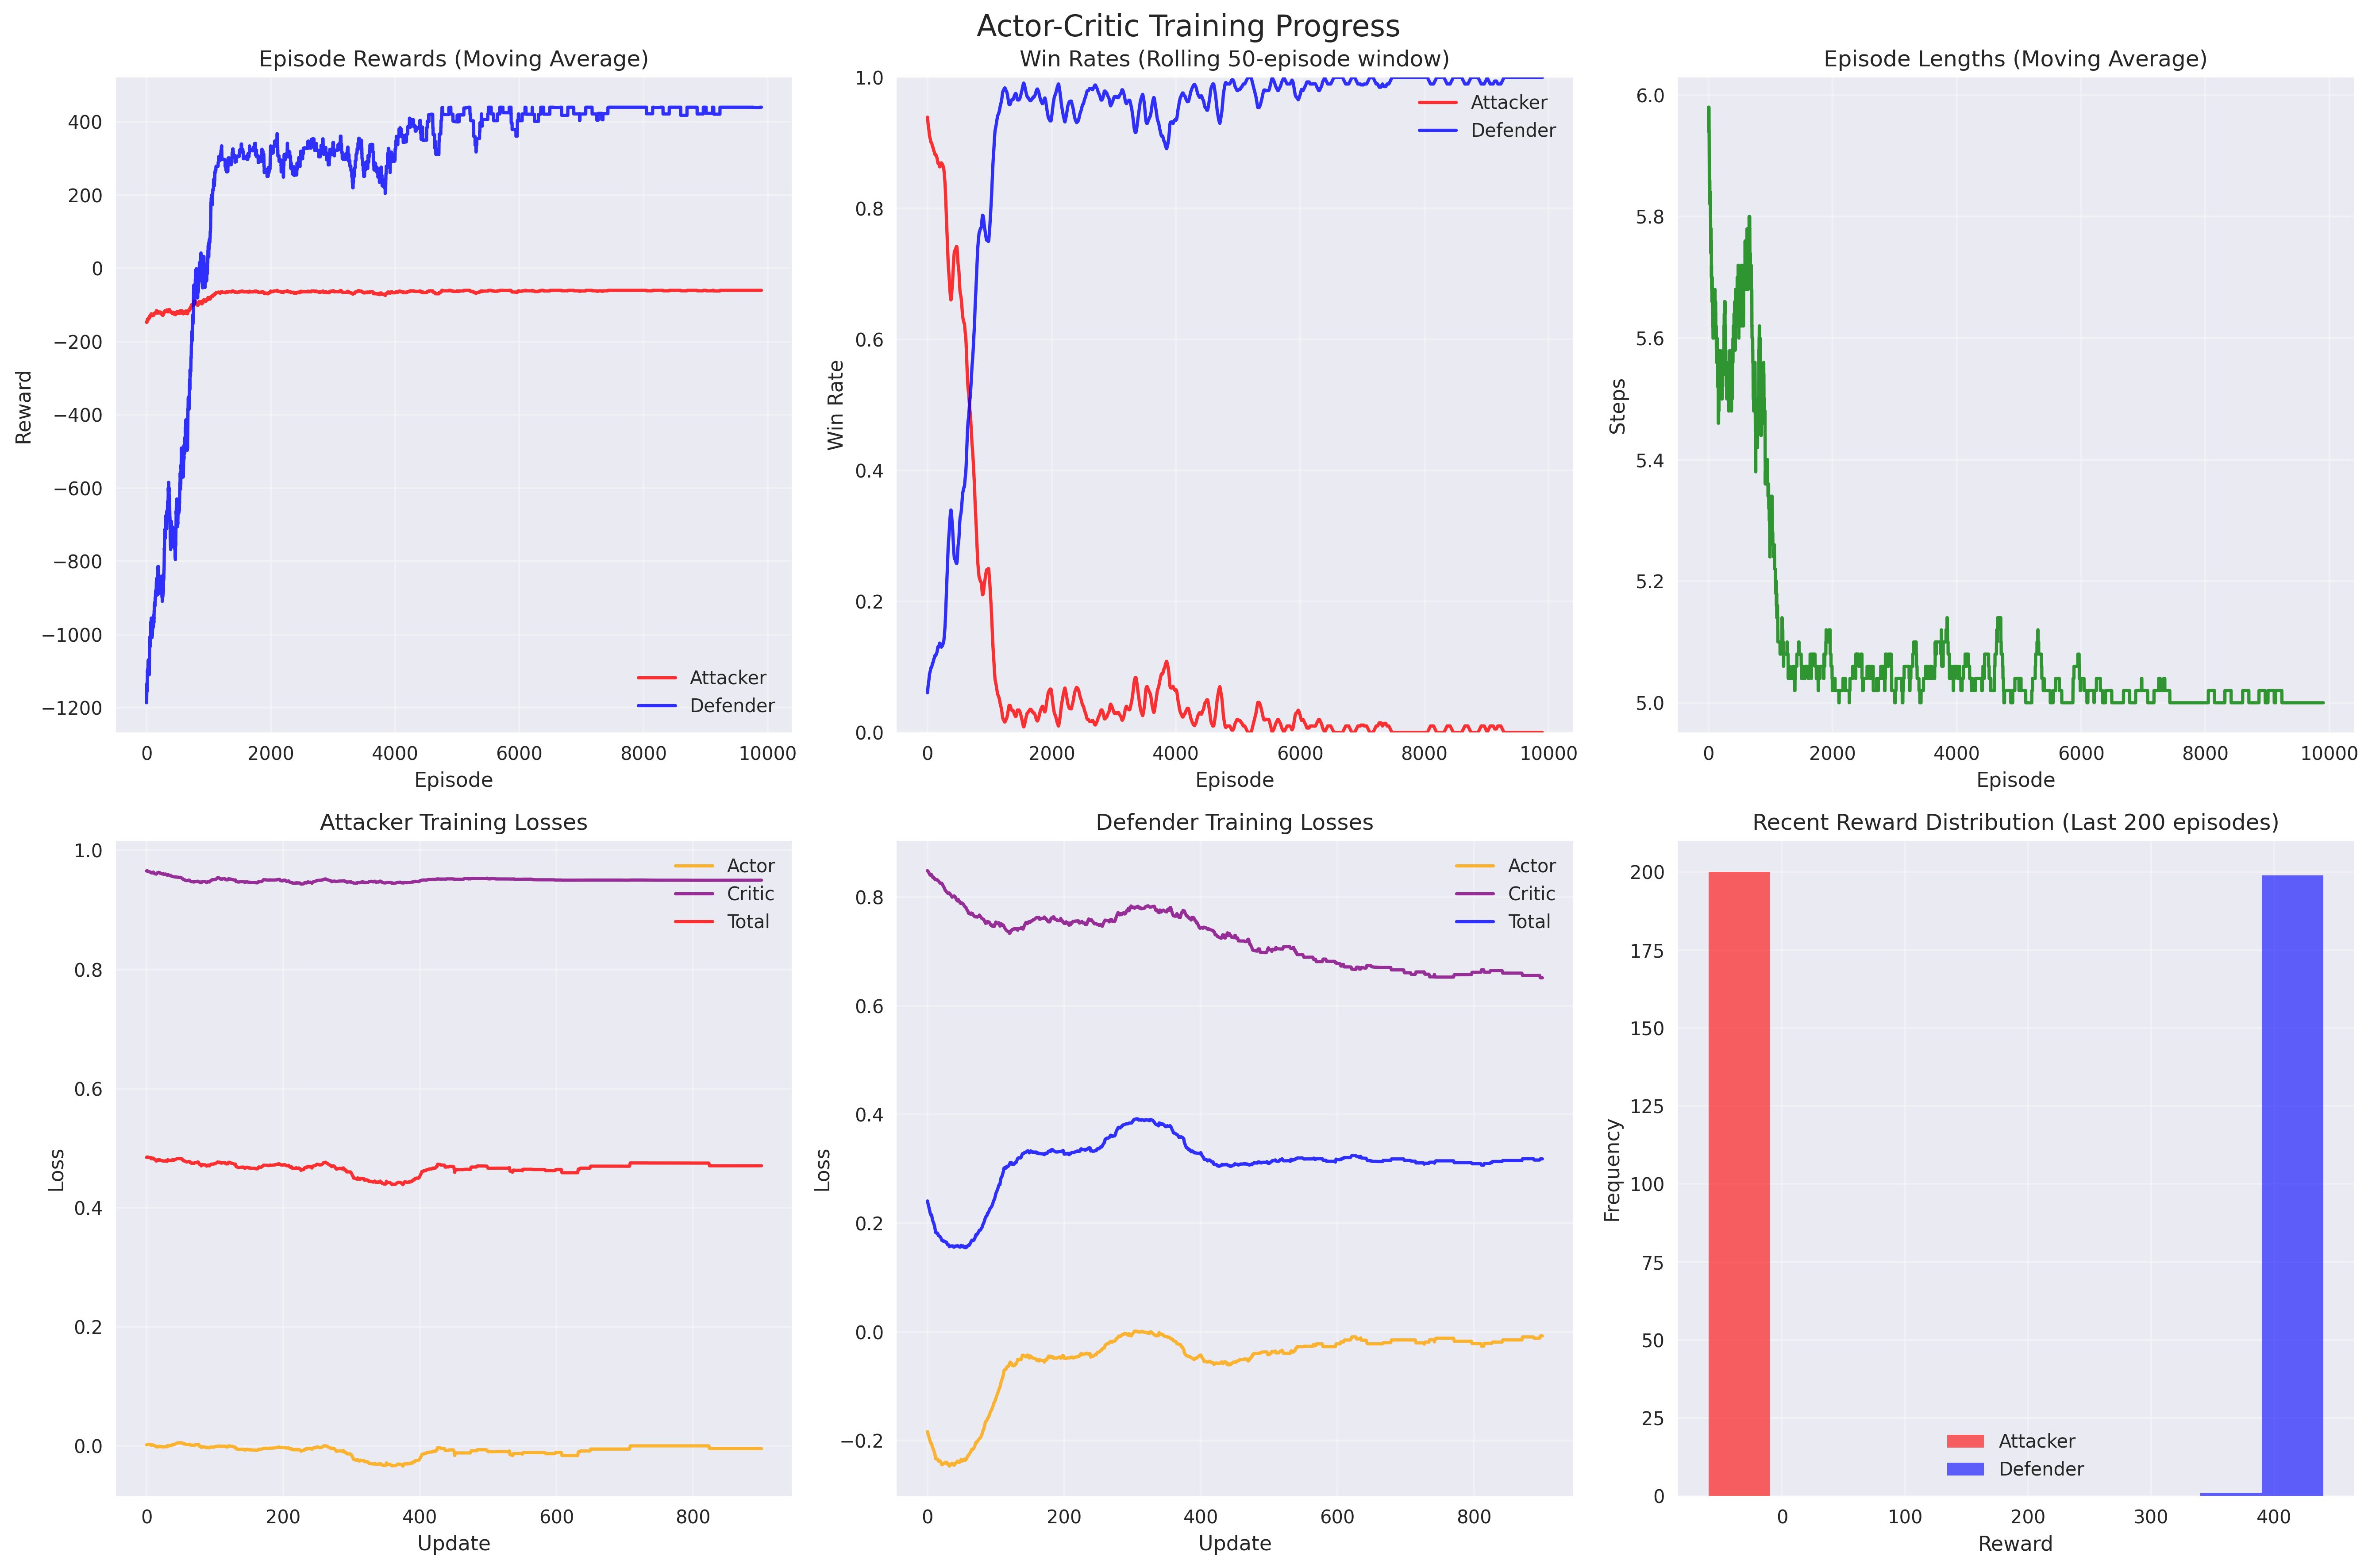 Actor-Critic Training Progress
Episode Rewards (Moving Average)
400
200
0
−200
−400
−600
−800
−1000
−1200
Reward
0 2000 4000 6000 8000 10000
Episode
Attacker
Defender
Win Rates (Rolling 50-episode window)
1.0
0.8
0.6
0.4
0.2
0.0
Win Rate
0 2000 4000 6000 8000 10000
Episode
Attacker
Defender
Episode Lengths (Moving Average)
6.0
5.8
5.6
5.4
5.2
5.0
Steps
0 2000 4000 6000 8000 10000
Episode
Attacker Training Losses
1.0
0.8
0.6
0.4
0.2
0.0
Loss
0 200 400 600 800
Update
Actor
Critic
Total
Defender Training Losses
0.8
0.6
0.4
0.2
0.0
−0.2
Loss
0 200 400 600 800
Update
Actor
Critic
Total
Recent Reward Distribution (Last 200 episodes)
200
175
150
125
100
75
50
25
0
Frequency
0 100 200 300 400
Reward
Attacker
Defender